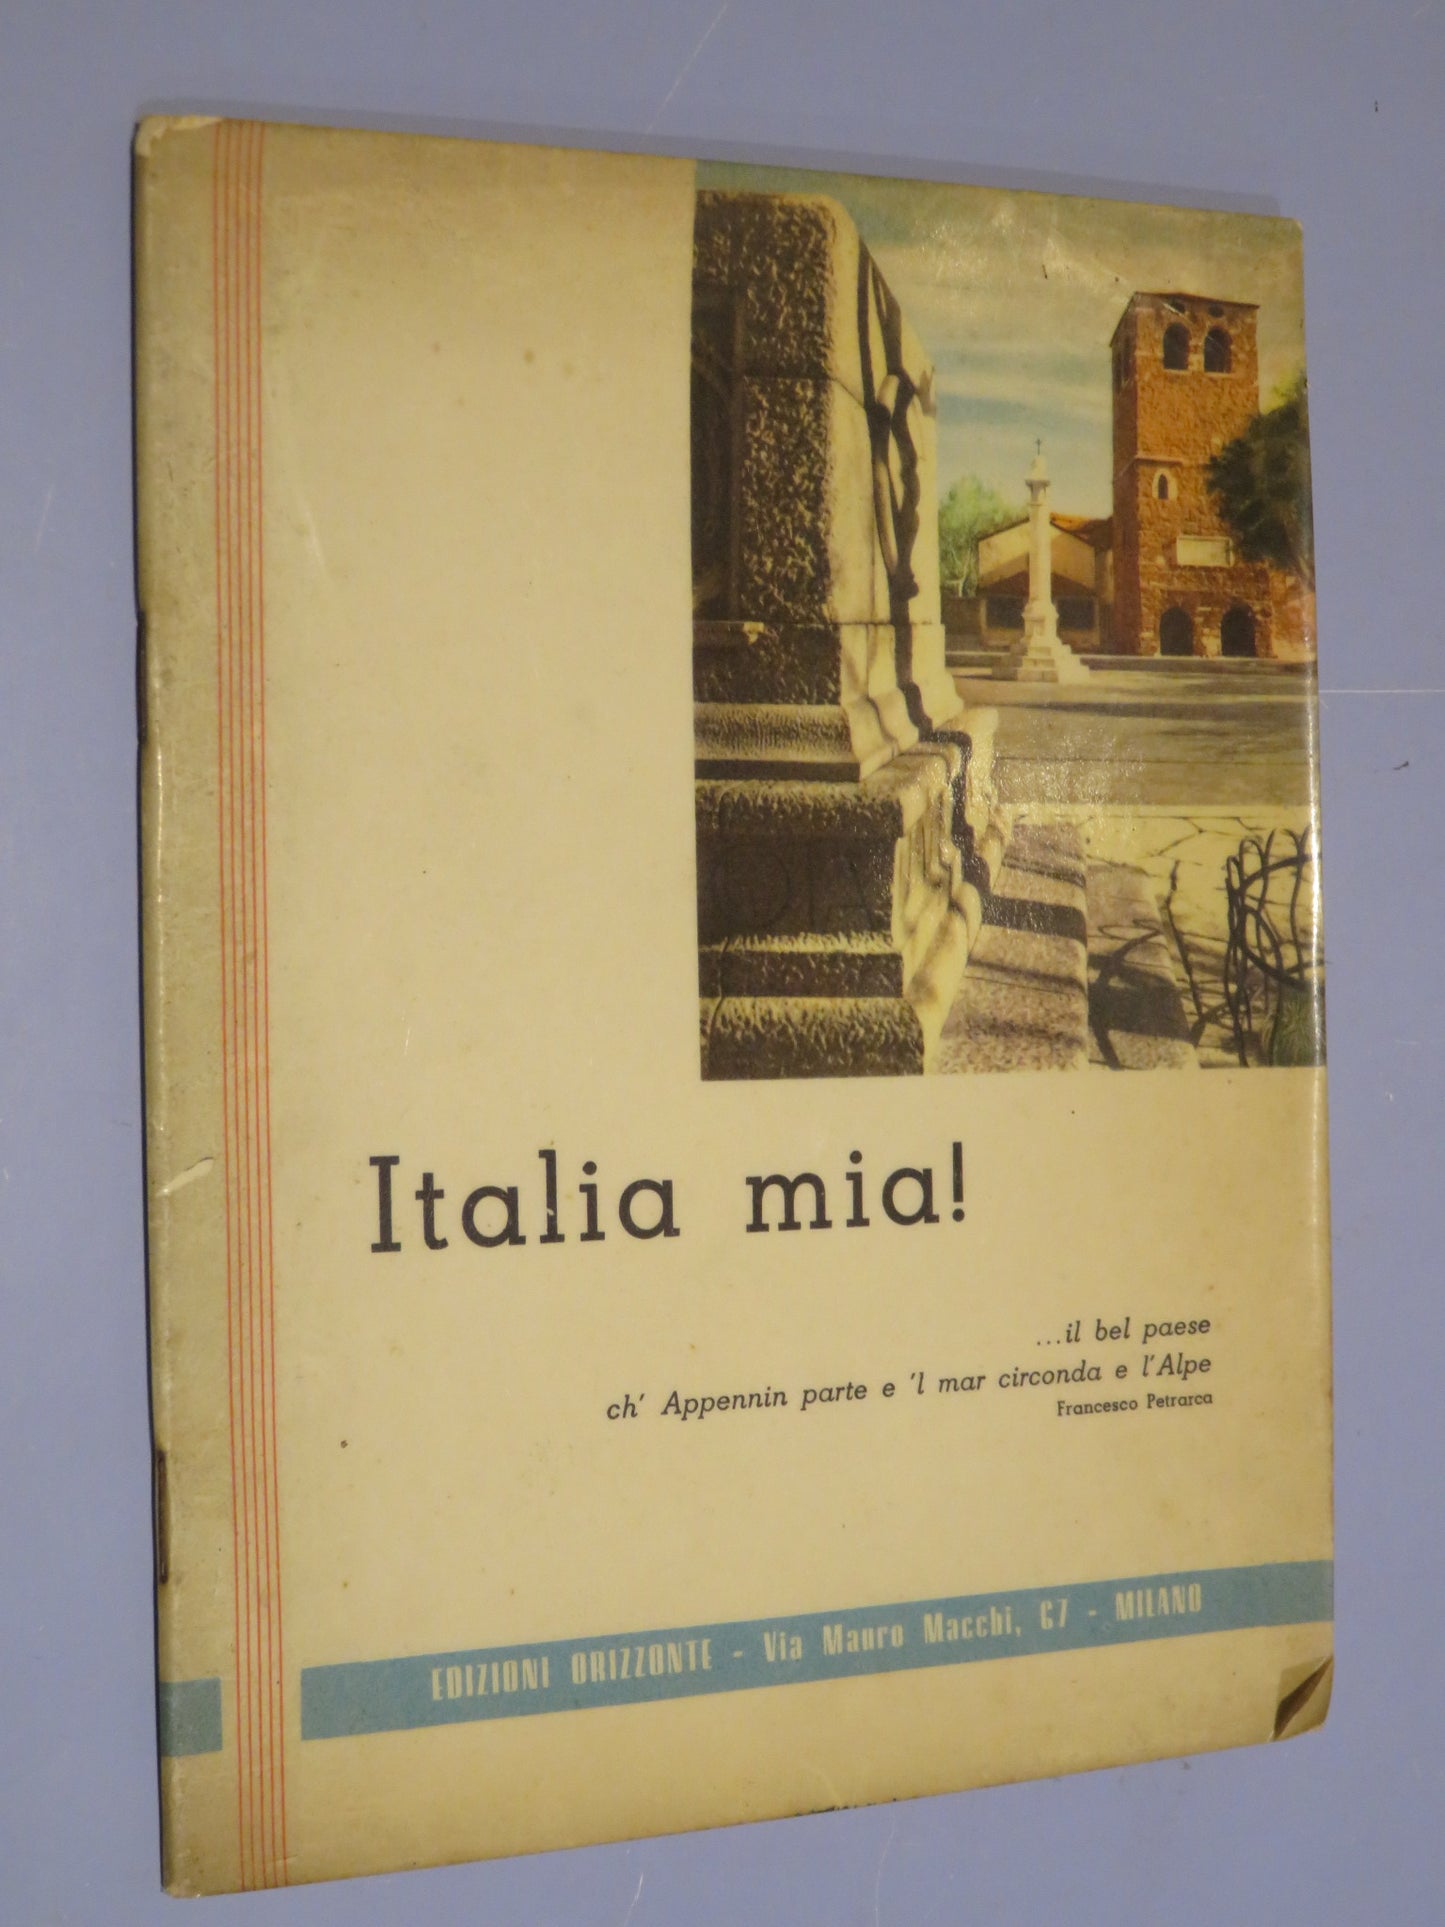 Italia mia!
...il bel paese
ch' Appennin parte e 'l mar circonda e l'Alpe
Francesco Petrarca
EDIZIONI ORIZZONTE - Via Mauro Macchi, 67 - MILANO